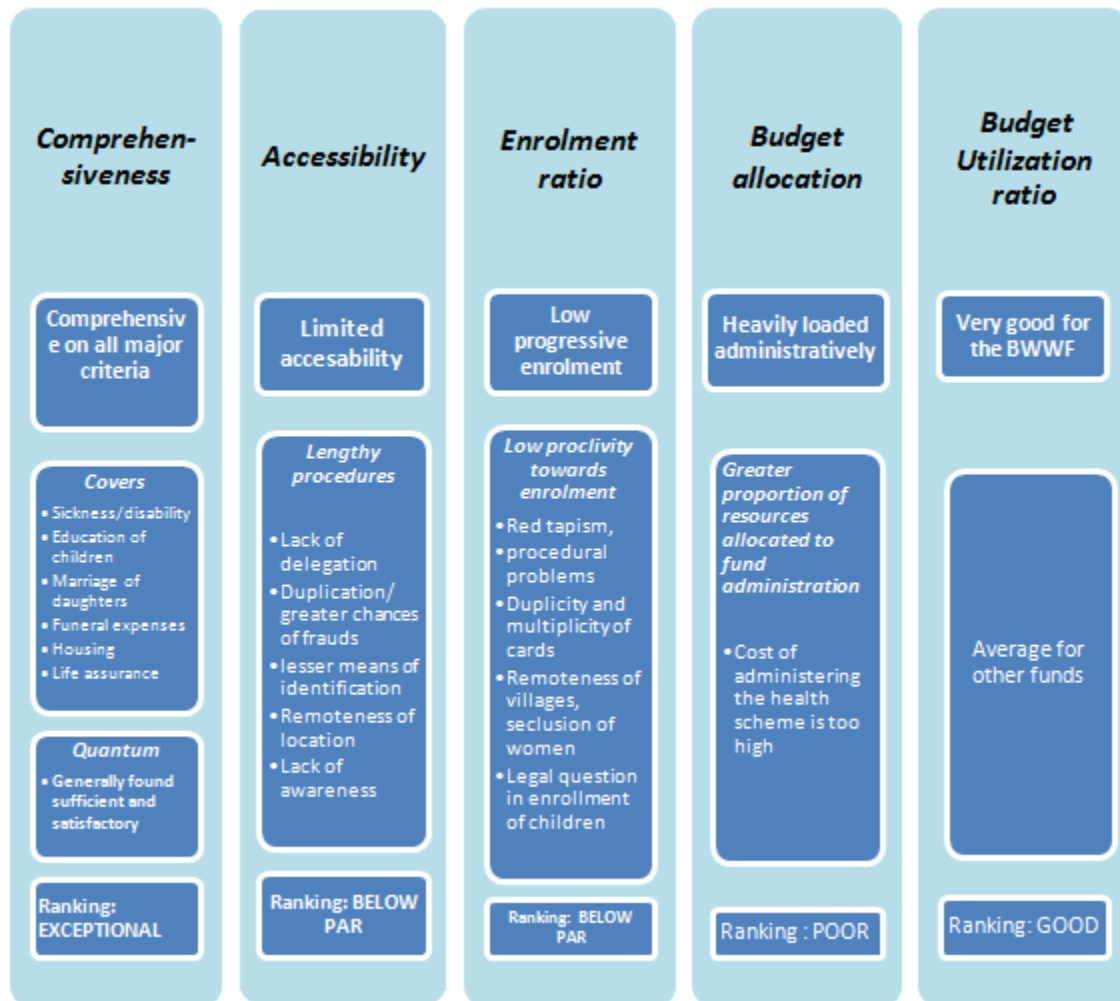 Comprehen-
siveness
Comprehensiv
e on all major
criteria
Covers
• Sickness/disability
• Education of
children
• Marriage of
daughters
• Funeral expenses
• Housing
• Life assurance
Quantum
• Generally found
sufficient and
satisfactory
Ranking:
EXCEPTIONAL
Accessibility
Limited
accesability
Lengthy
procedures
• Lack of
delegation
• Duplication/
greater chances
of frauds
• lesser means of
identification
• Remoteness of
location
• Lack of
awareness
Ranking: BELOW
PAR
Enrolment
ratio
Low
progressive
enrolment
Low proclivity
towards
enrolment
• Red tapism,
• procedural
problems
• Duplicity and
multiplicity of
cards
• Remoteness of
villages,
seclusion of
women
• Legal question
in enrollment
of children
Ranking: BELOW
PAR
Budget
allocation
Heavily loaded
administratively
Greater
proportion of
resources
allocated to
fund
administration
• Cost of
administering
the health
scheme is too
high
Ranking : POOR
Budget
Utilization
ratio
Very good for
the BWWF
Average for
other funds
Ranking: GOOD